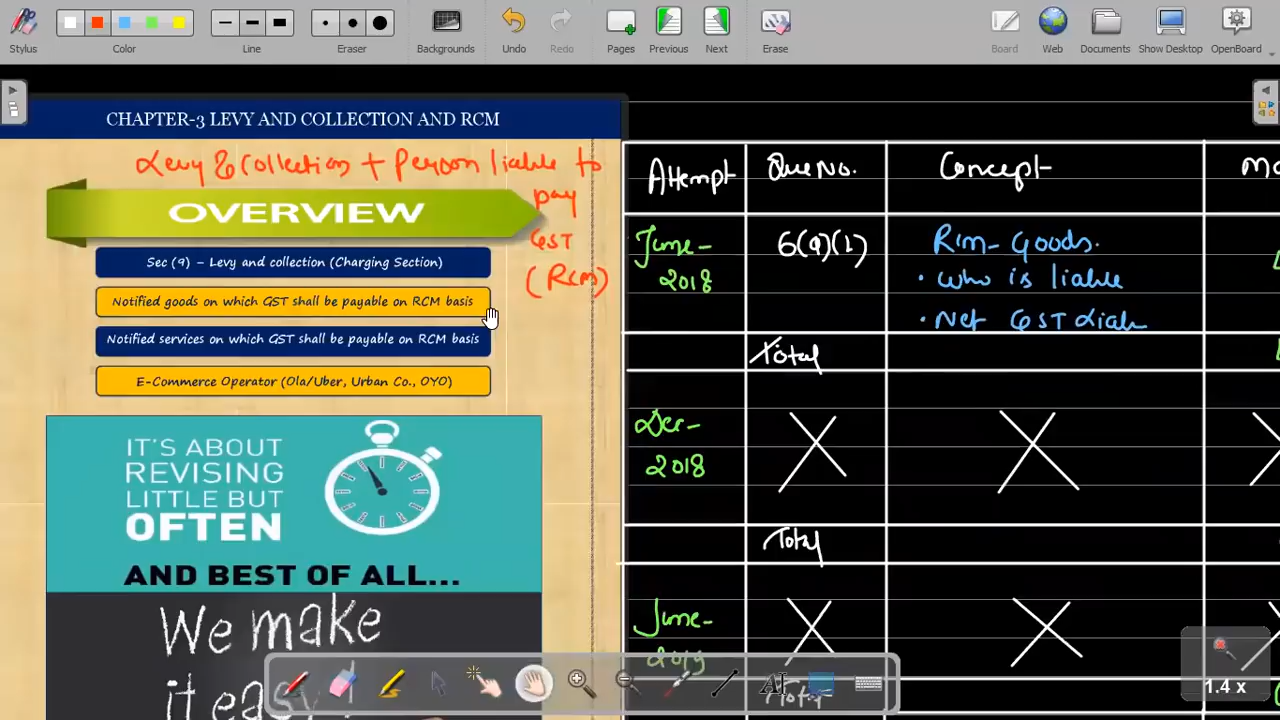 Stylus
Color
Line
Eraser
Backgrounds
Undo
Redo
Pages
Previous
Next
Erase
Board
Web
Documents
Show Desktop
OpenBoard
CHAPTER-3 LEVY AND COLLECTION AND RCM
Levy & Collection + Person liable to
pay
GST
(RCM)
OVERVIEW
Sec (9) – Levy and collection (Charging Section)
Notified goods on which GST shall be payable on RCM basis
Notified services on which GST shall be payable on RCM basis
E-Commerce Operator (Ola/Uber, Urban Co., OYO)
IT'S ABOUT
REVISING
LITTLE BUT
OFTEN
AND BEST OF ALL...
We make
it easy
Attempt Que No. Concept
June- 6(a)(i) Rcm- Goods.
2018 • Who is liable
• Net GST Liab
Total
Dec-
2018
Total
June-
2019
Total
1.4 x